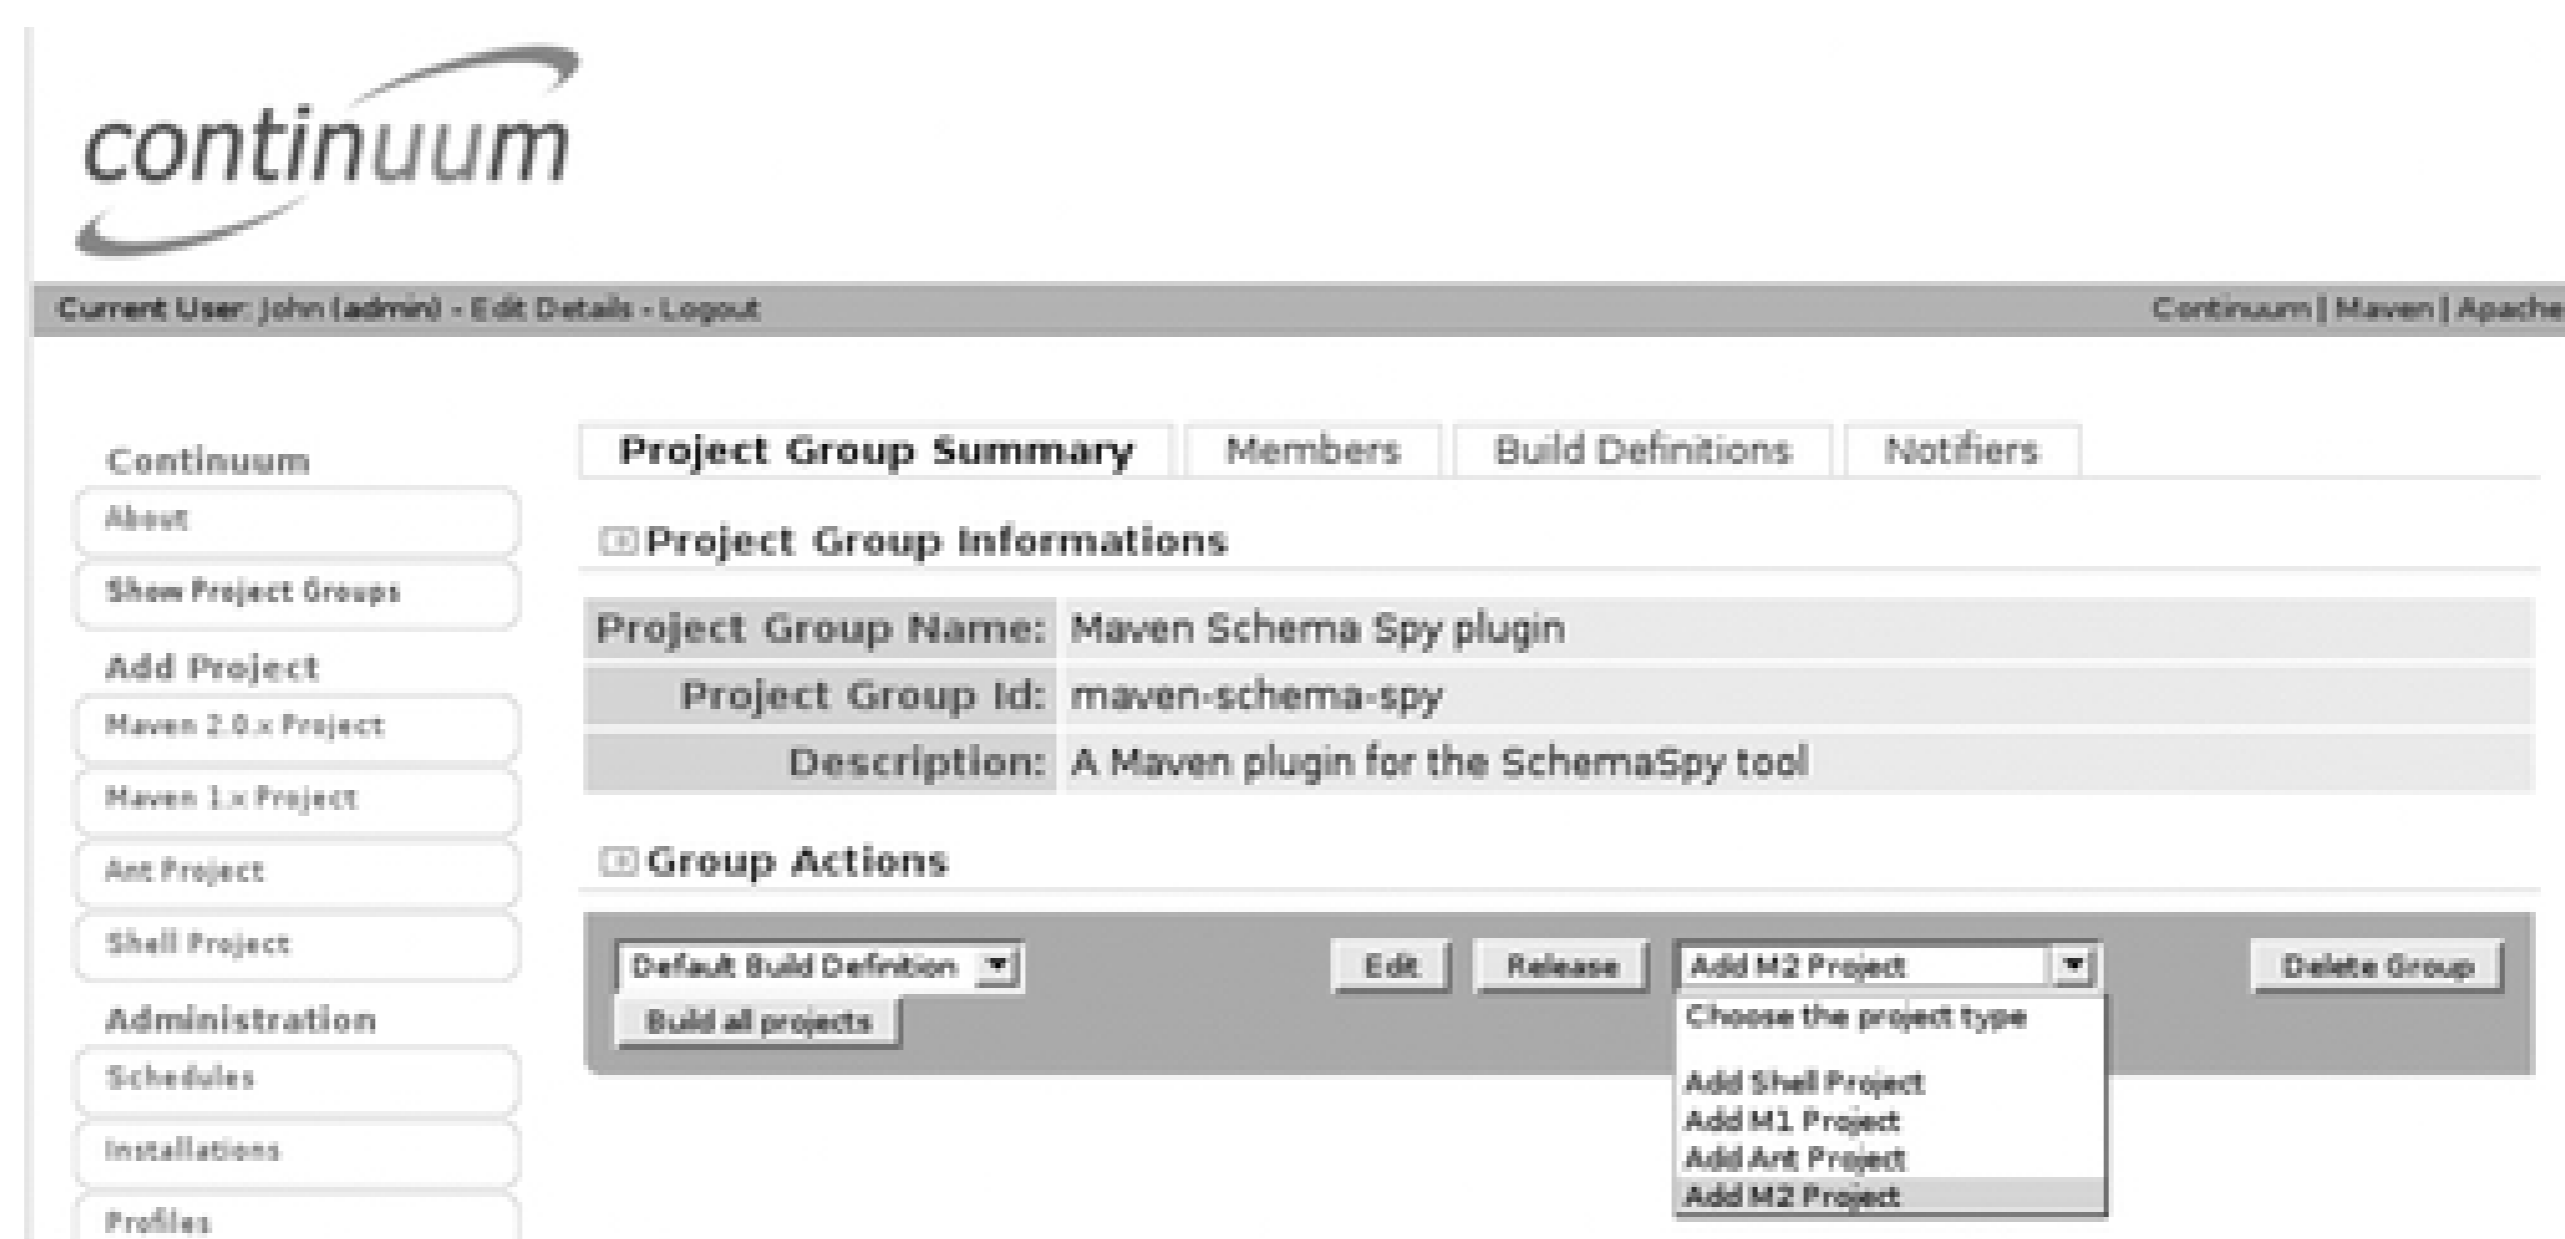 continuum
Current User: John (admin) - Edit Details - Logout
Continuum | Maven | Apache
Continuum
About
Show Project Groups
Add Project
Maven 2.0.x Project
Maven 1.x Project
Ant Project
Shell Project
Administration
Schedules
Installations
Profiles
Project Group Summary
Members
Build Definitions
Notifiers
Project Group Informations
Project Group Name: Maven Schema Spy plugin
Project Group Id: maven-schema-spy
Description: A Maven plugin for the SchemaSpy tool
Group Actions
Default Build Definition
Edit
Release
Add M2 Project
Delete Group
Build all projects
Choose the project type
Add Shell Project
Add M1 Project
Add Ant Project
Add M2 Project